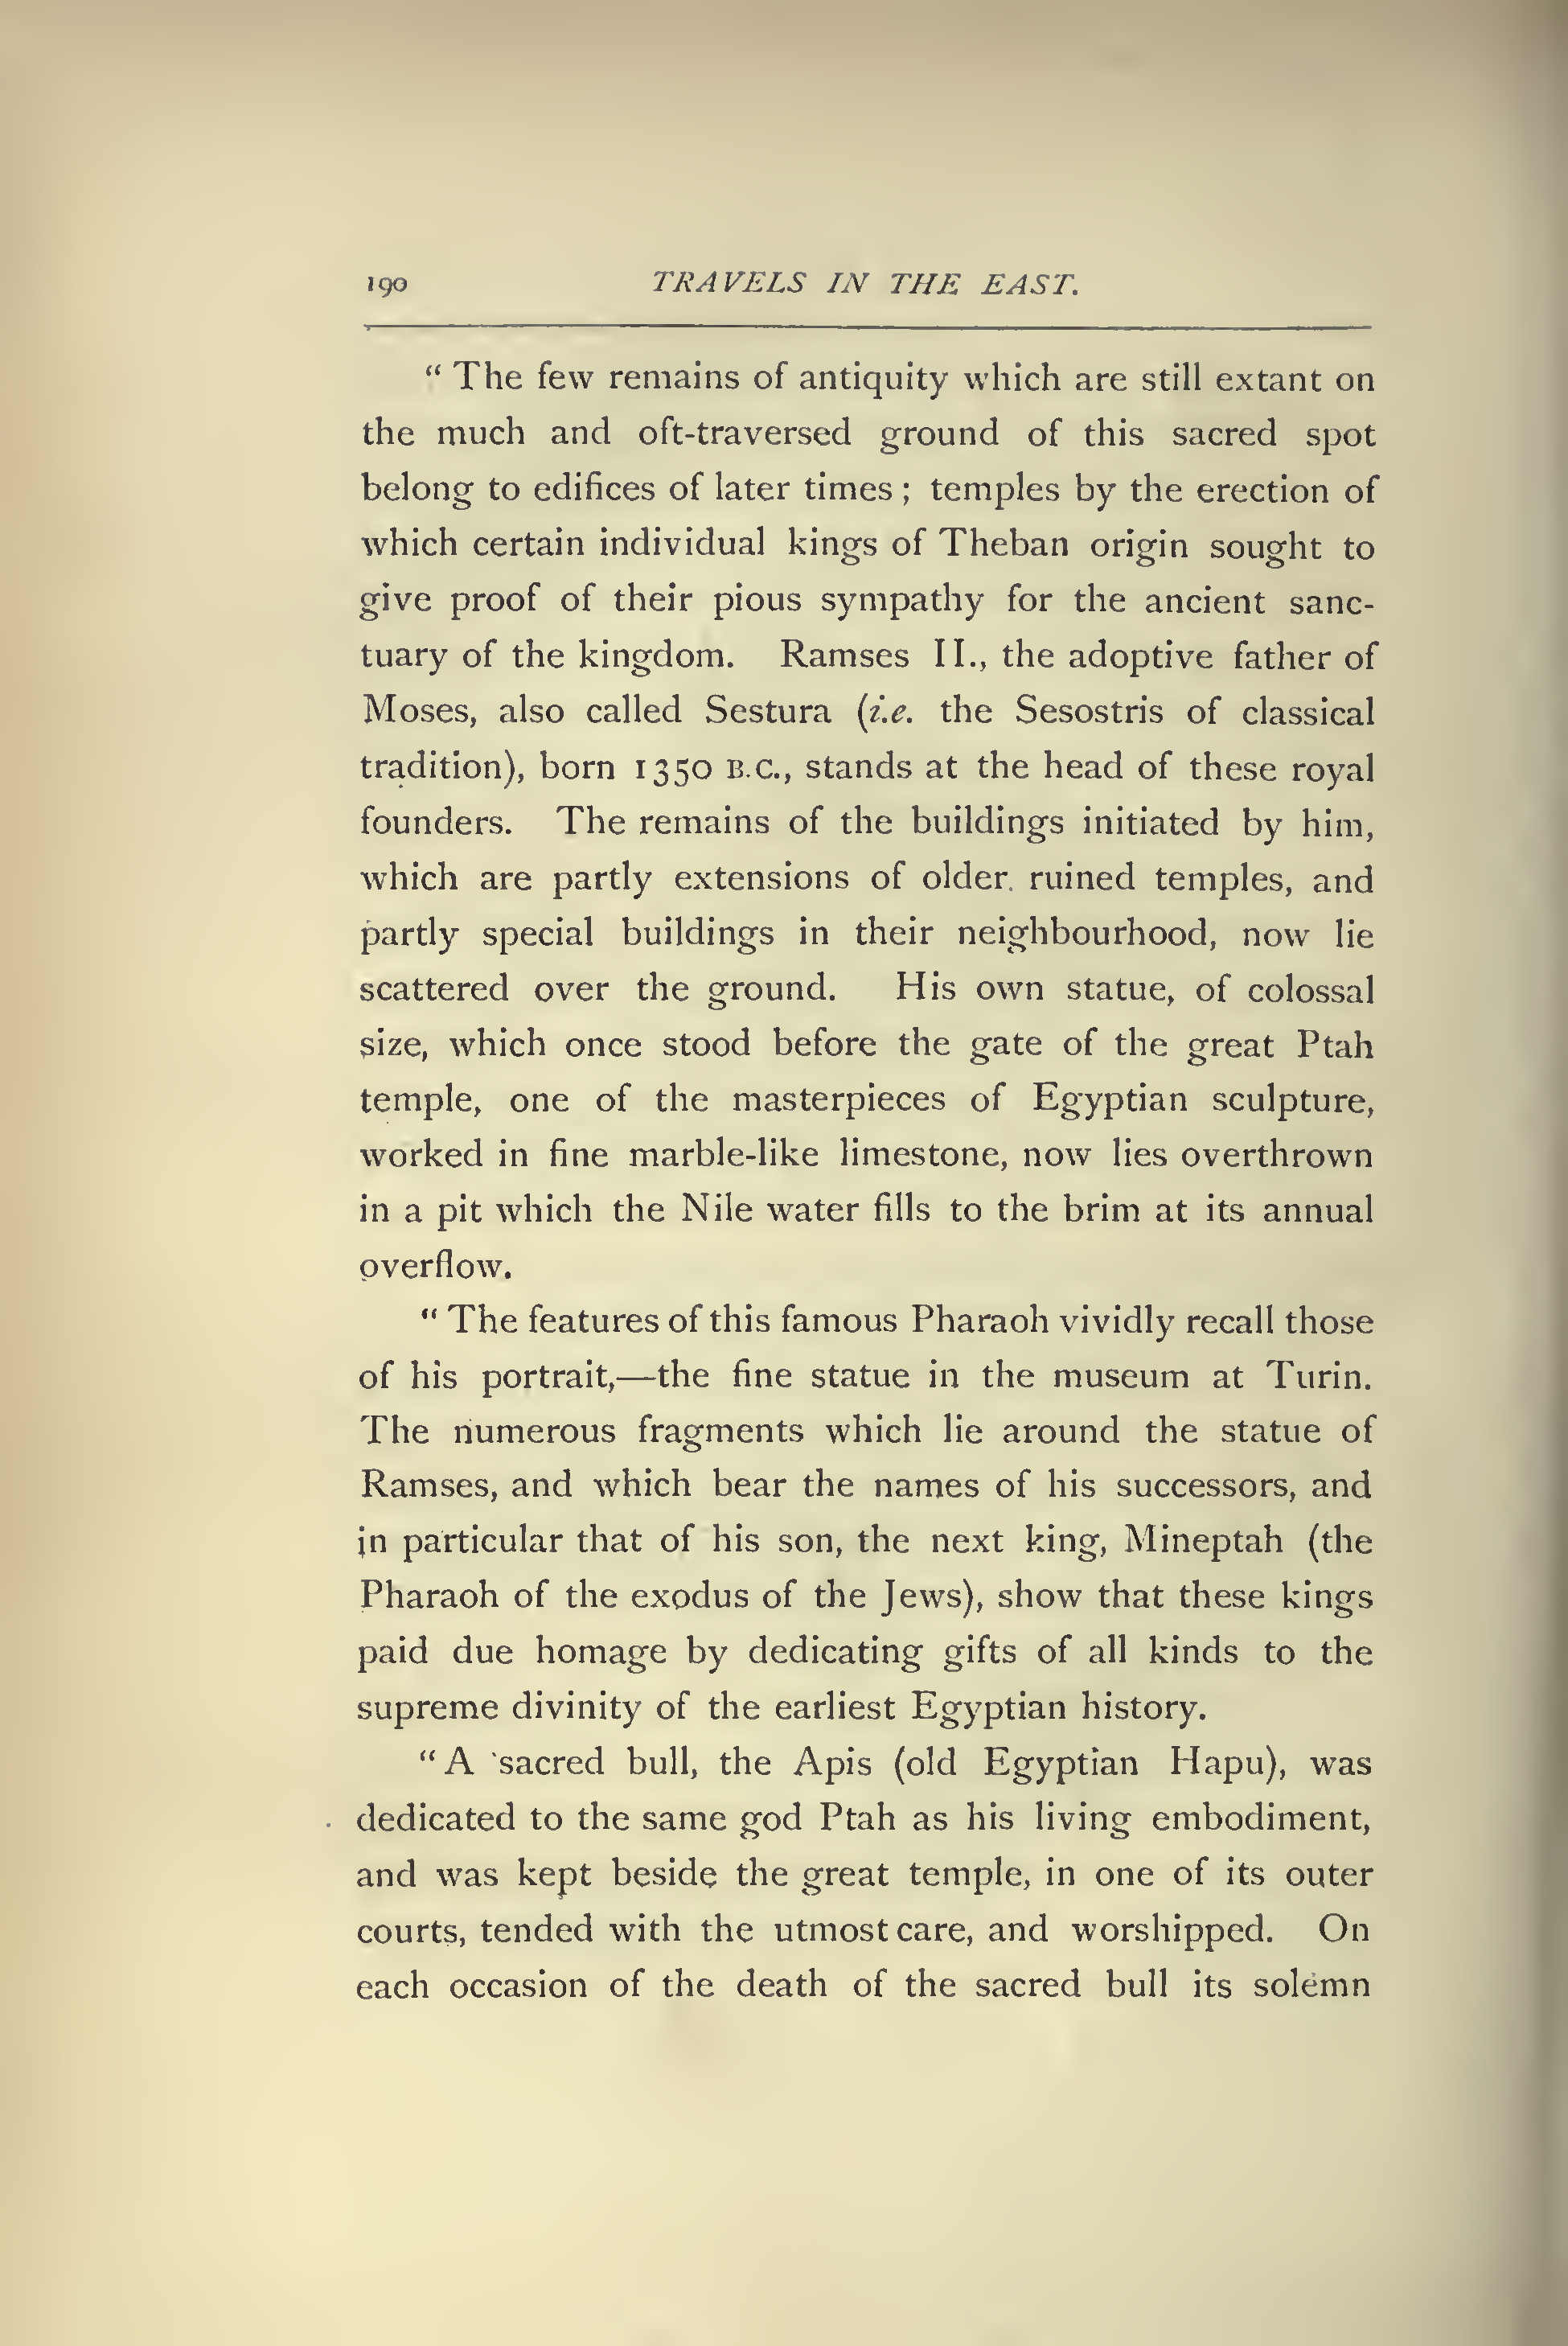 190 TRAVELS IN THE EAST.
“ The few remains of antiquity which are still extant on
the much and oft-traversed ground of this sacred spot
belong to edifices of later times ; temples by the erection of
which certain individual kings of Theban origin sought to
give proof of their pious sympathy for the ancient sanc-
tuary of the kingdom. Ramses II., the adoptive father of
Moses, also called Sestura (i.e. the Sesostris of classical
tradition), born 1350 B.C., stands at the head of these royal
founders. The remains of the buildings initiated by him,
which are partly extensions of older ruined temples, and
partly special buildings in their neighbourhood, now lie
scattered over the ground. His own statue, of colossal
size, which once stood before the gate of the great Ptah
temple, one of the masterpieces of Egyptian sculpture,
worked in fine marble-like limestone, now lies overthrown
in a pit which the Nile water fills to the brim at its annual
overflow.
“ The features of this famous Pharaoh vividly recall those
of his portrait,—the fine statue in the museum at Turin.
The numerous fragments which lie around the statue of
Ramses, and which bear the names of his successors, and
in particular that of his son, the next king, Mineptah (the
Pharaoh of the exodus of the Jews), show that these kings
paid due homage by dedicating gifts of all kinds to the
supreme divinity of the earliest Egyptian history.
“ A sacred bull, the Apis (old Egyptian Hapu), was
dedicated to the same god Ptah as his living embodiment,
and was kept beside the great temple, in one of its outer
courts, tended with the utmost care, and worshipped. On
each occasion of the death of the sacred bull its solemn